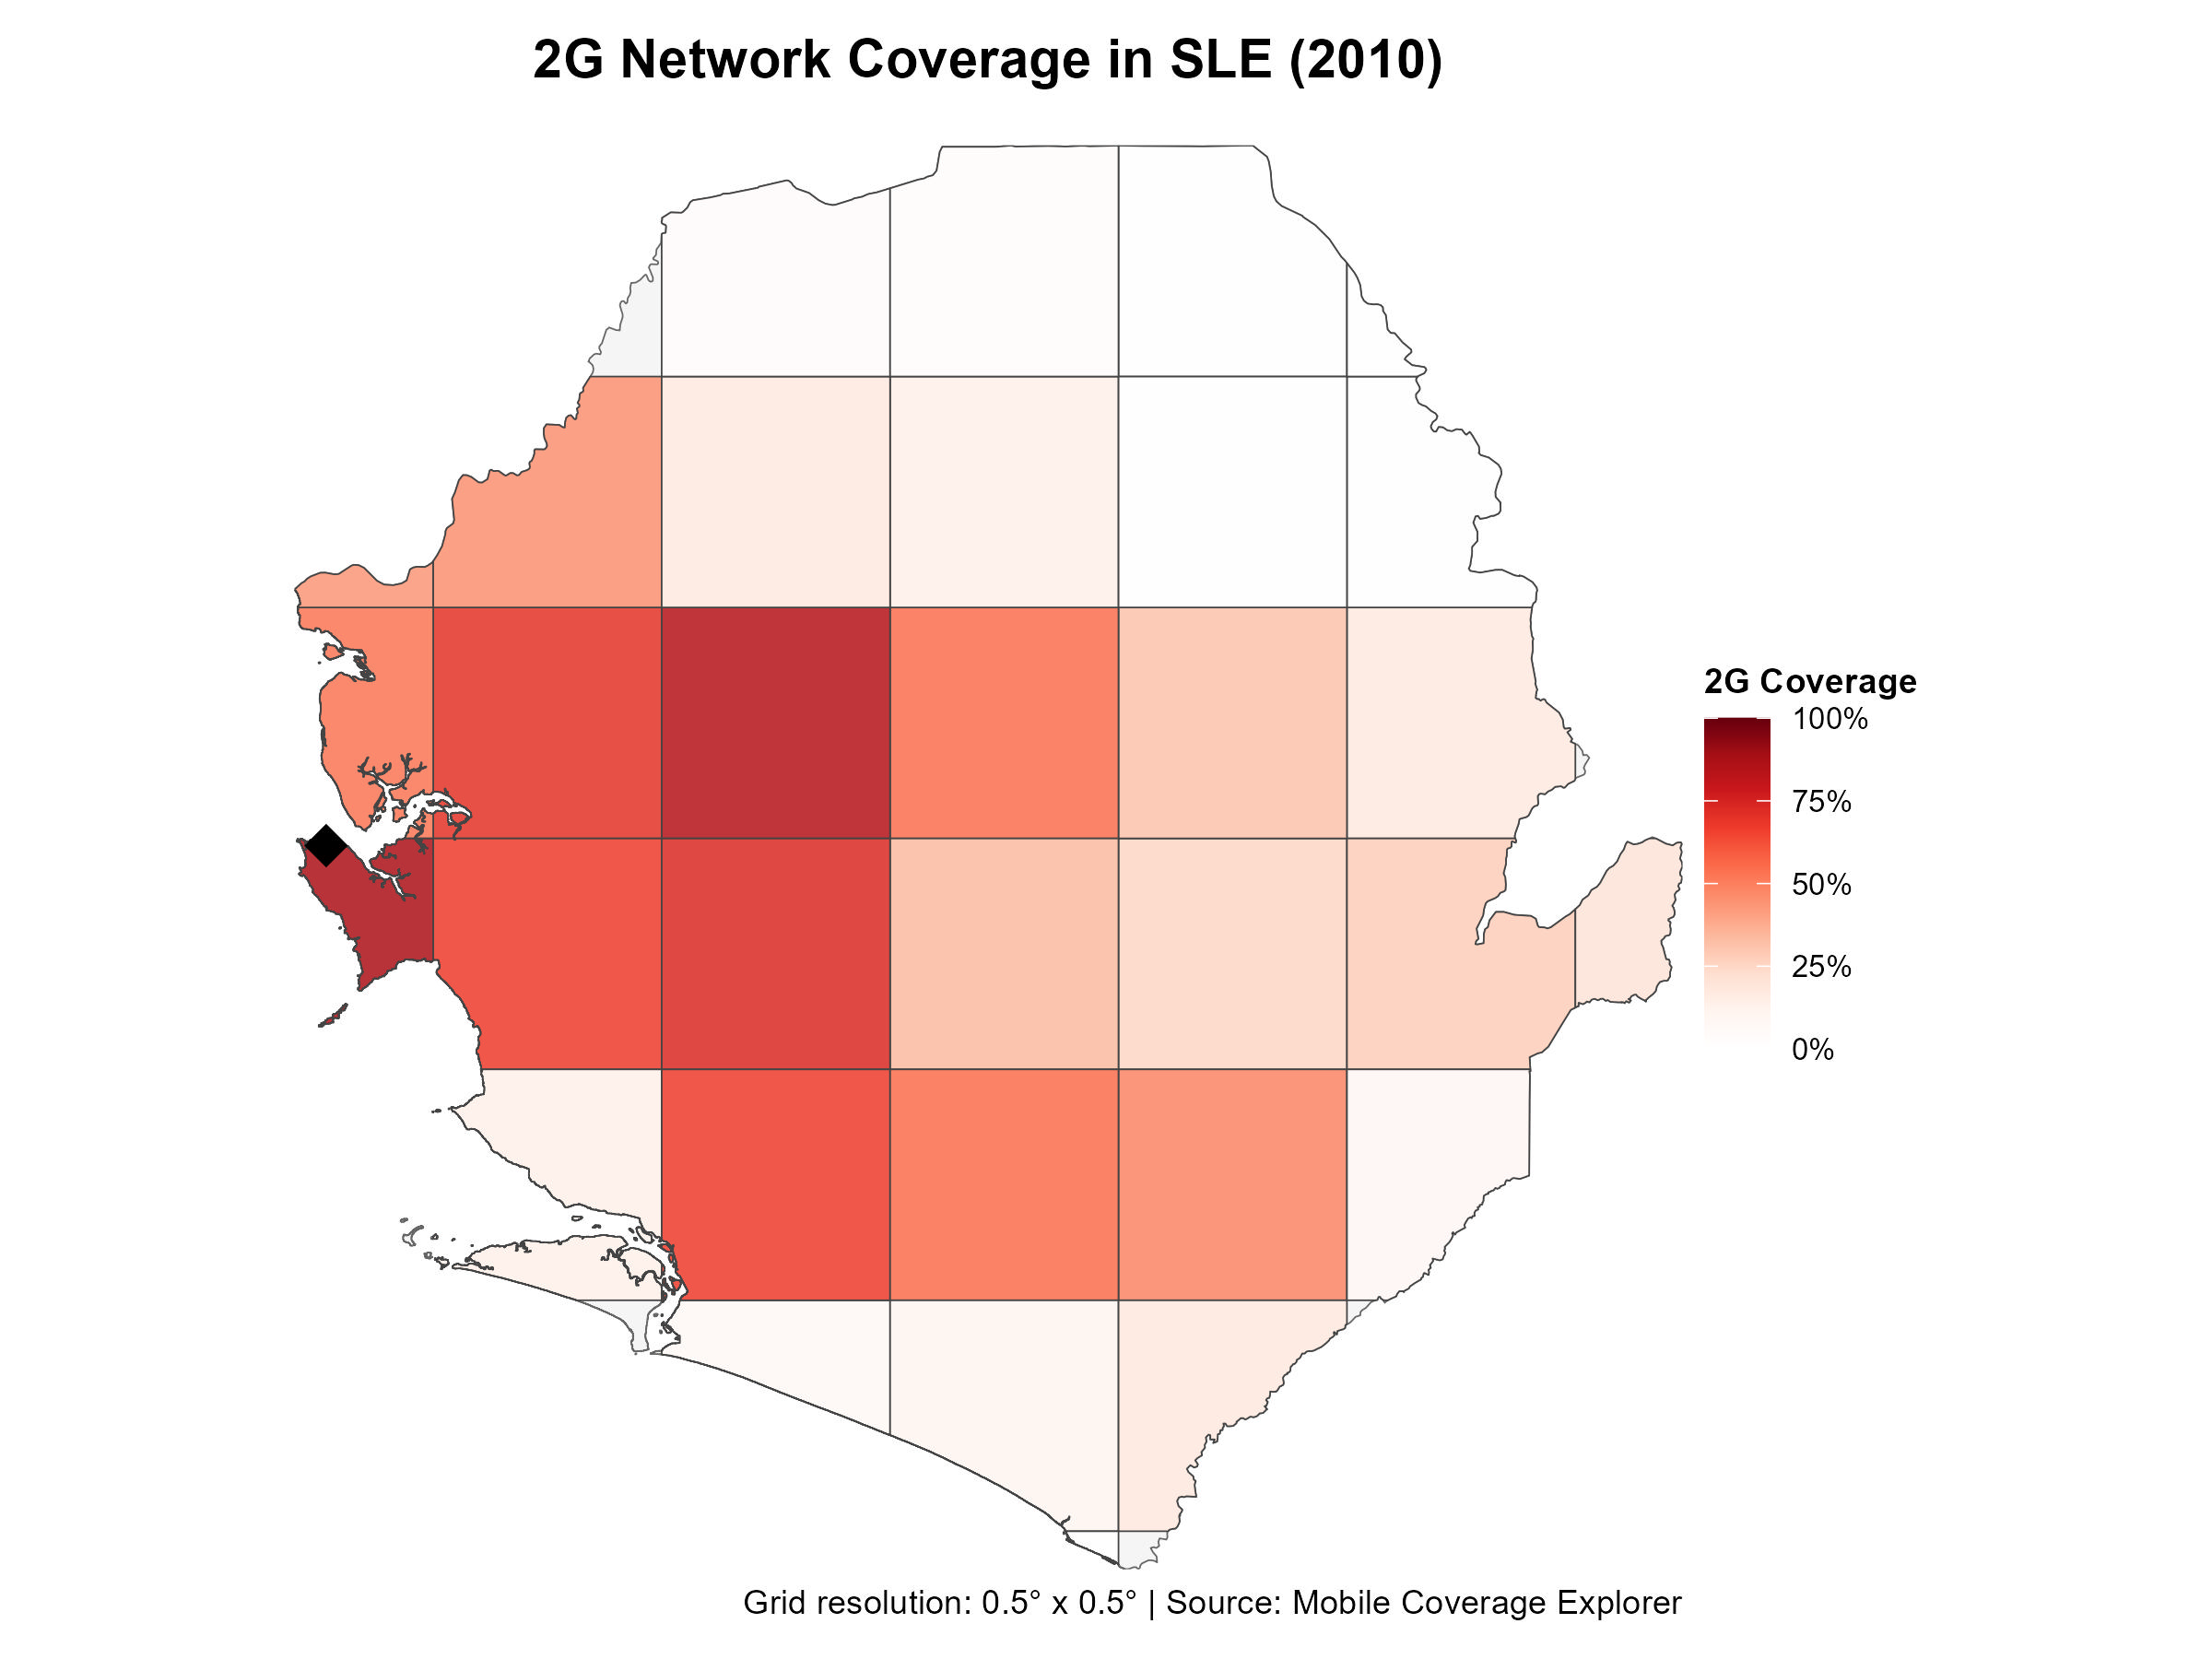 2G Network Coverage in SLE (2010)
2G Coverage
100%
75%
50%
25%
0%
Grid resolution: 0.5° x 0.5° | Source: Mobile Coverage Explorer